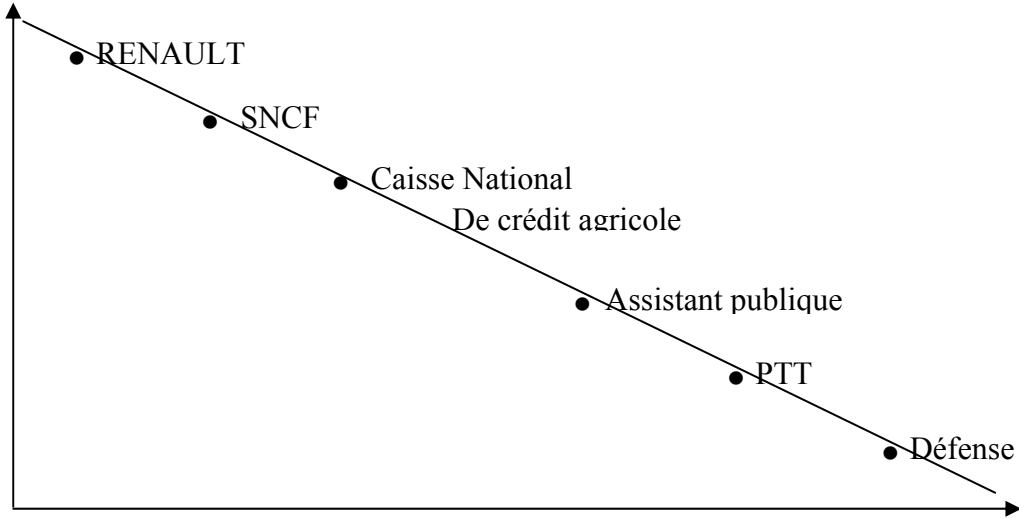 RENAULT
SNCF
Caisse National
De crédit agricole
Assistant publique
PTT
Défense